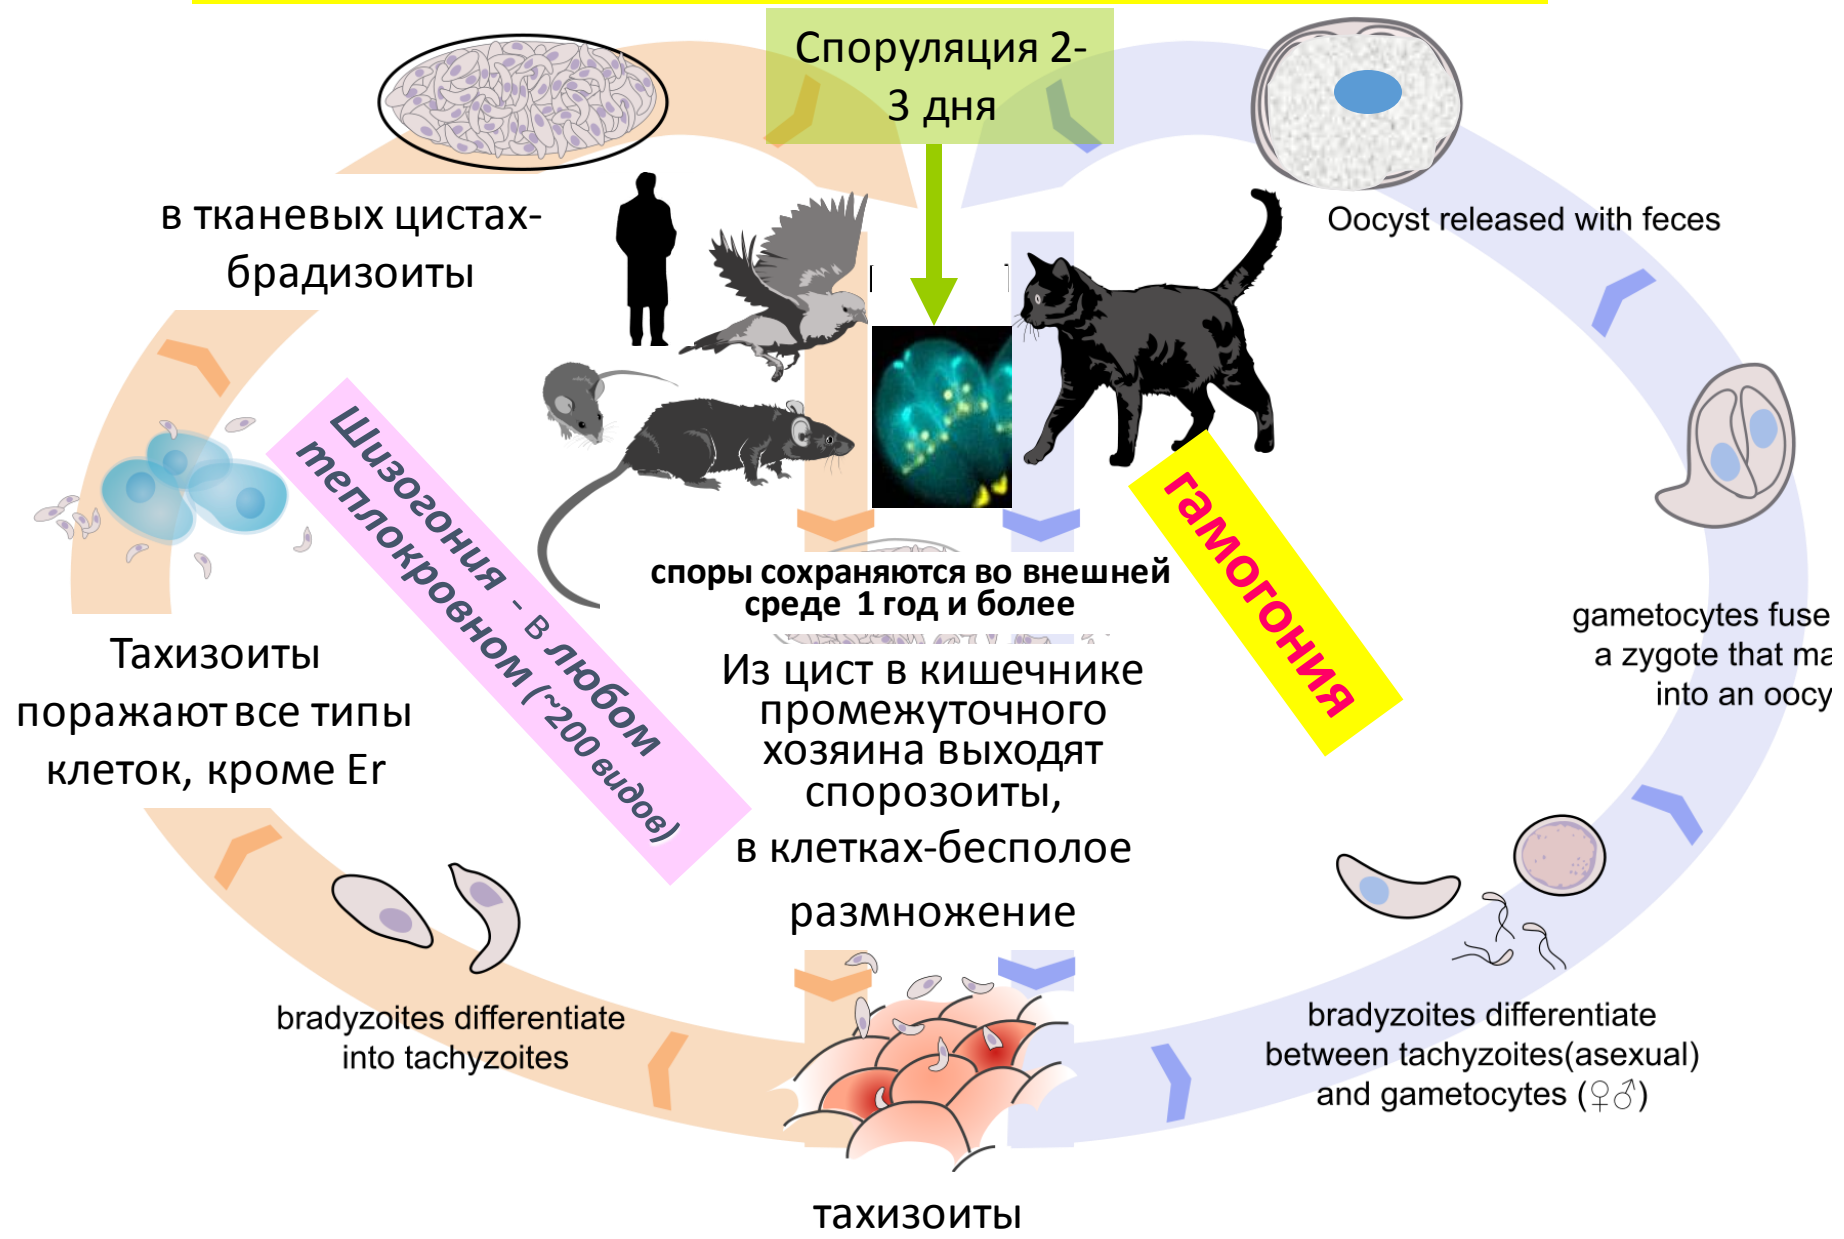 Споруляция 2-
3 дня
в тканевых цистах-
брадизоиты
Oocyst released with feces
Шизогония - в любом
теплокровном (~200 видов)
гамогония
споры сохраняются во внешней
среде 1 год и более
Тахизоиты
поражают все типы
клеток, кроме Er
Из цист в кишечнике
промежуточного
хозяина выходят
спорозоиты,
в клетках-бесполое
размножение
gametocytes fuse
a zygote that
into an
bradyzoites differentiate
into tachyzoites
bradyzoites differentiate
between tachyzoites(asexual)
and gametocytes (♀♂)
тахизоиты